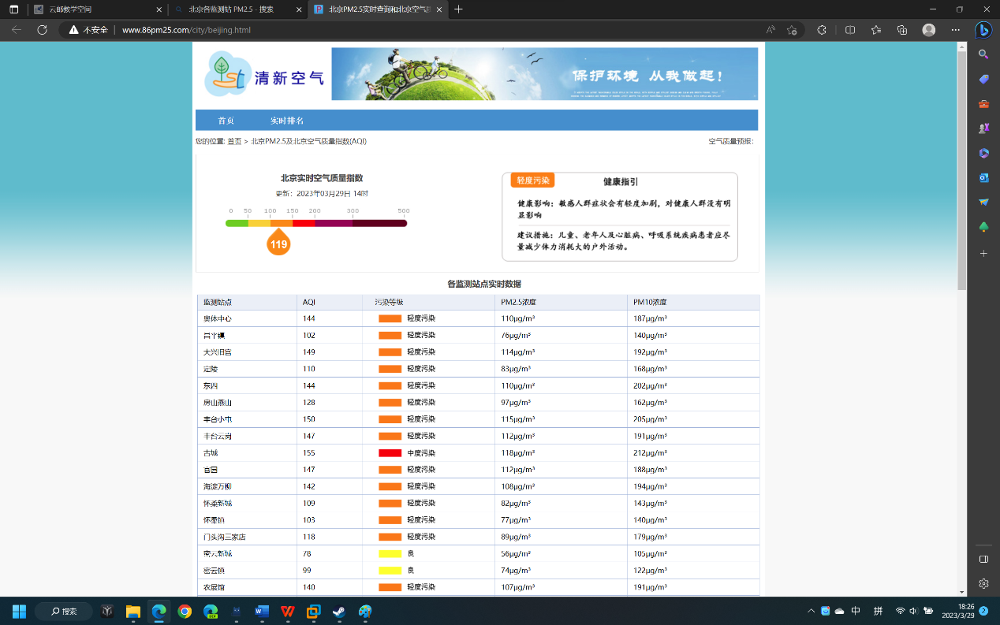 云邮教学空间
北京各监测站 PM2.5 - 搜索
北京PM2.5实时查询和北京空气质
不安全
www.86pm25.com/city/beijing.html
清新空气
保护环境 从我做起!
首页 实时排名
您的位置: 首页 > 北京PM2.5及北京空气质量指数(AQI)
空气质量预报:
北京实时空气质量指数
更新: 2023年03月29日 14时
0 50 100 150 200 300 500
119
轻度污染
健康指引
健康影响: 敏感人群症状会有轻度加剧, 对健康人群没有明
显影响
建议措施: 儿童、老年人及心脏病、呼吸系统疾病患者应尽
量减少体力消耗大的户外活动。
各监测站点实时数据
监测站点 AQI 污染等级 PM2.5浓度 PM10浓度
奥体中心 144 轻度污染 110μg/m³ 187μg/m³
昌平镇 102 轻度污染 76μg/m³ 140μg/m³
大兴旧宫 149 轻度污染 114μg/m³ 192μg/m³
定陵 110 轻度污染 83μg/m³ 168μg/m³
东四 144 轻度污染 110μg/m³ 202μg/m³
房山燕山 128 轻度污染 97μg/m³ 162μg/m³
丰台小屯 150 轻度污染 115μg/m³ 205μg/m³
丰台云岗 147 轻度污染 112μg/m³ 191μg/m³
古城 155 中度污染 118μg/m³ 212μg/m³
官园 147 轻度污染 112μg/m³ 188μg/m³
海淀万柳 142 轻度污染 108μg/m³ 194μg/m³
怀柔新城 109 轻度污染 82μg/m³ 143μg/m³
怀柔镇 103 轻度污染 77μg/m³ 140μg/m³
门头沟三家店 118 轻度污染 89μg/m³ 179μg/m³
密云新城 78 良 56μg/m³ 105μg/m³
密云镇 99 良 74μg/m³ 122μg/m³
农展馆 140 轻度污染 107μg/m³ 191μg/m³
搜索
中 拼
18:26
2023/3/29
2